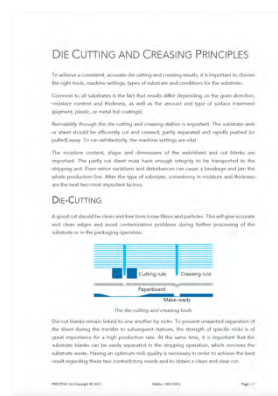 DIE CUTTING AND CREASING PRINCIPLES
To achieve a consistent, accurate die-cutting and creasing results, it is important to choose
the right tools, machine settings, types of substrate and conditions for the substrate.
Common to all substrates is the fact that results differ depending on the grain direction,
moisture content and thickness, as well as the amount and type of surface treatment
(pigment, plastic, or metal foil coatings).
Runnability through the die-cutting and creasing station is important. The substrate web
or sheet should be efficiently cut and creased, partly separated and rapidly pushed (or
pulled) away. To run satisfactorily, the machine settings are vital.
The moisture content, shape and dimensions of the web/sheet and cut blanks are
important. The partly cut sheet must have enough integrity to be transported to the
stripping unit. Even minor variations and disturbances can cause a breakage and jam the
whole production line. After the type of substrate, consistency in moisture and thickness
are the next two most important factors.
DIE-CUTTING
A good cut should be clean and free from loose fibres and particles. This will give accurate
and clean edges and avoid contamination problems during further processing of the
substrate or in the packaging operation.
Cutting rule
Creasing rule
Paperboard
Make-ready
The die-cutting and creasing tools.
Die-cut blanks remain linked to one another by nicks. To prevent unwanted separation of
the sheet during the transfer to subsequent stations, the strength of specific nicks is of
great importance for a high production rate. At the same time, it is important that the
substrate blanks can be easily separated in the stripping operation, which removes the
substrate waste. Having an optimum nick quality is necessary in order to achieve the best
result regarding these two contradictory needs and to obtain a clean and clear cut.
Copyright
Page